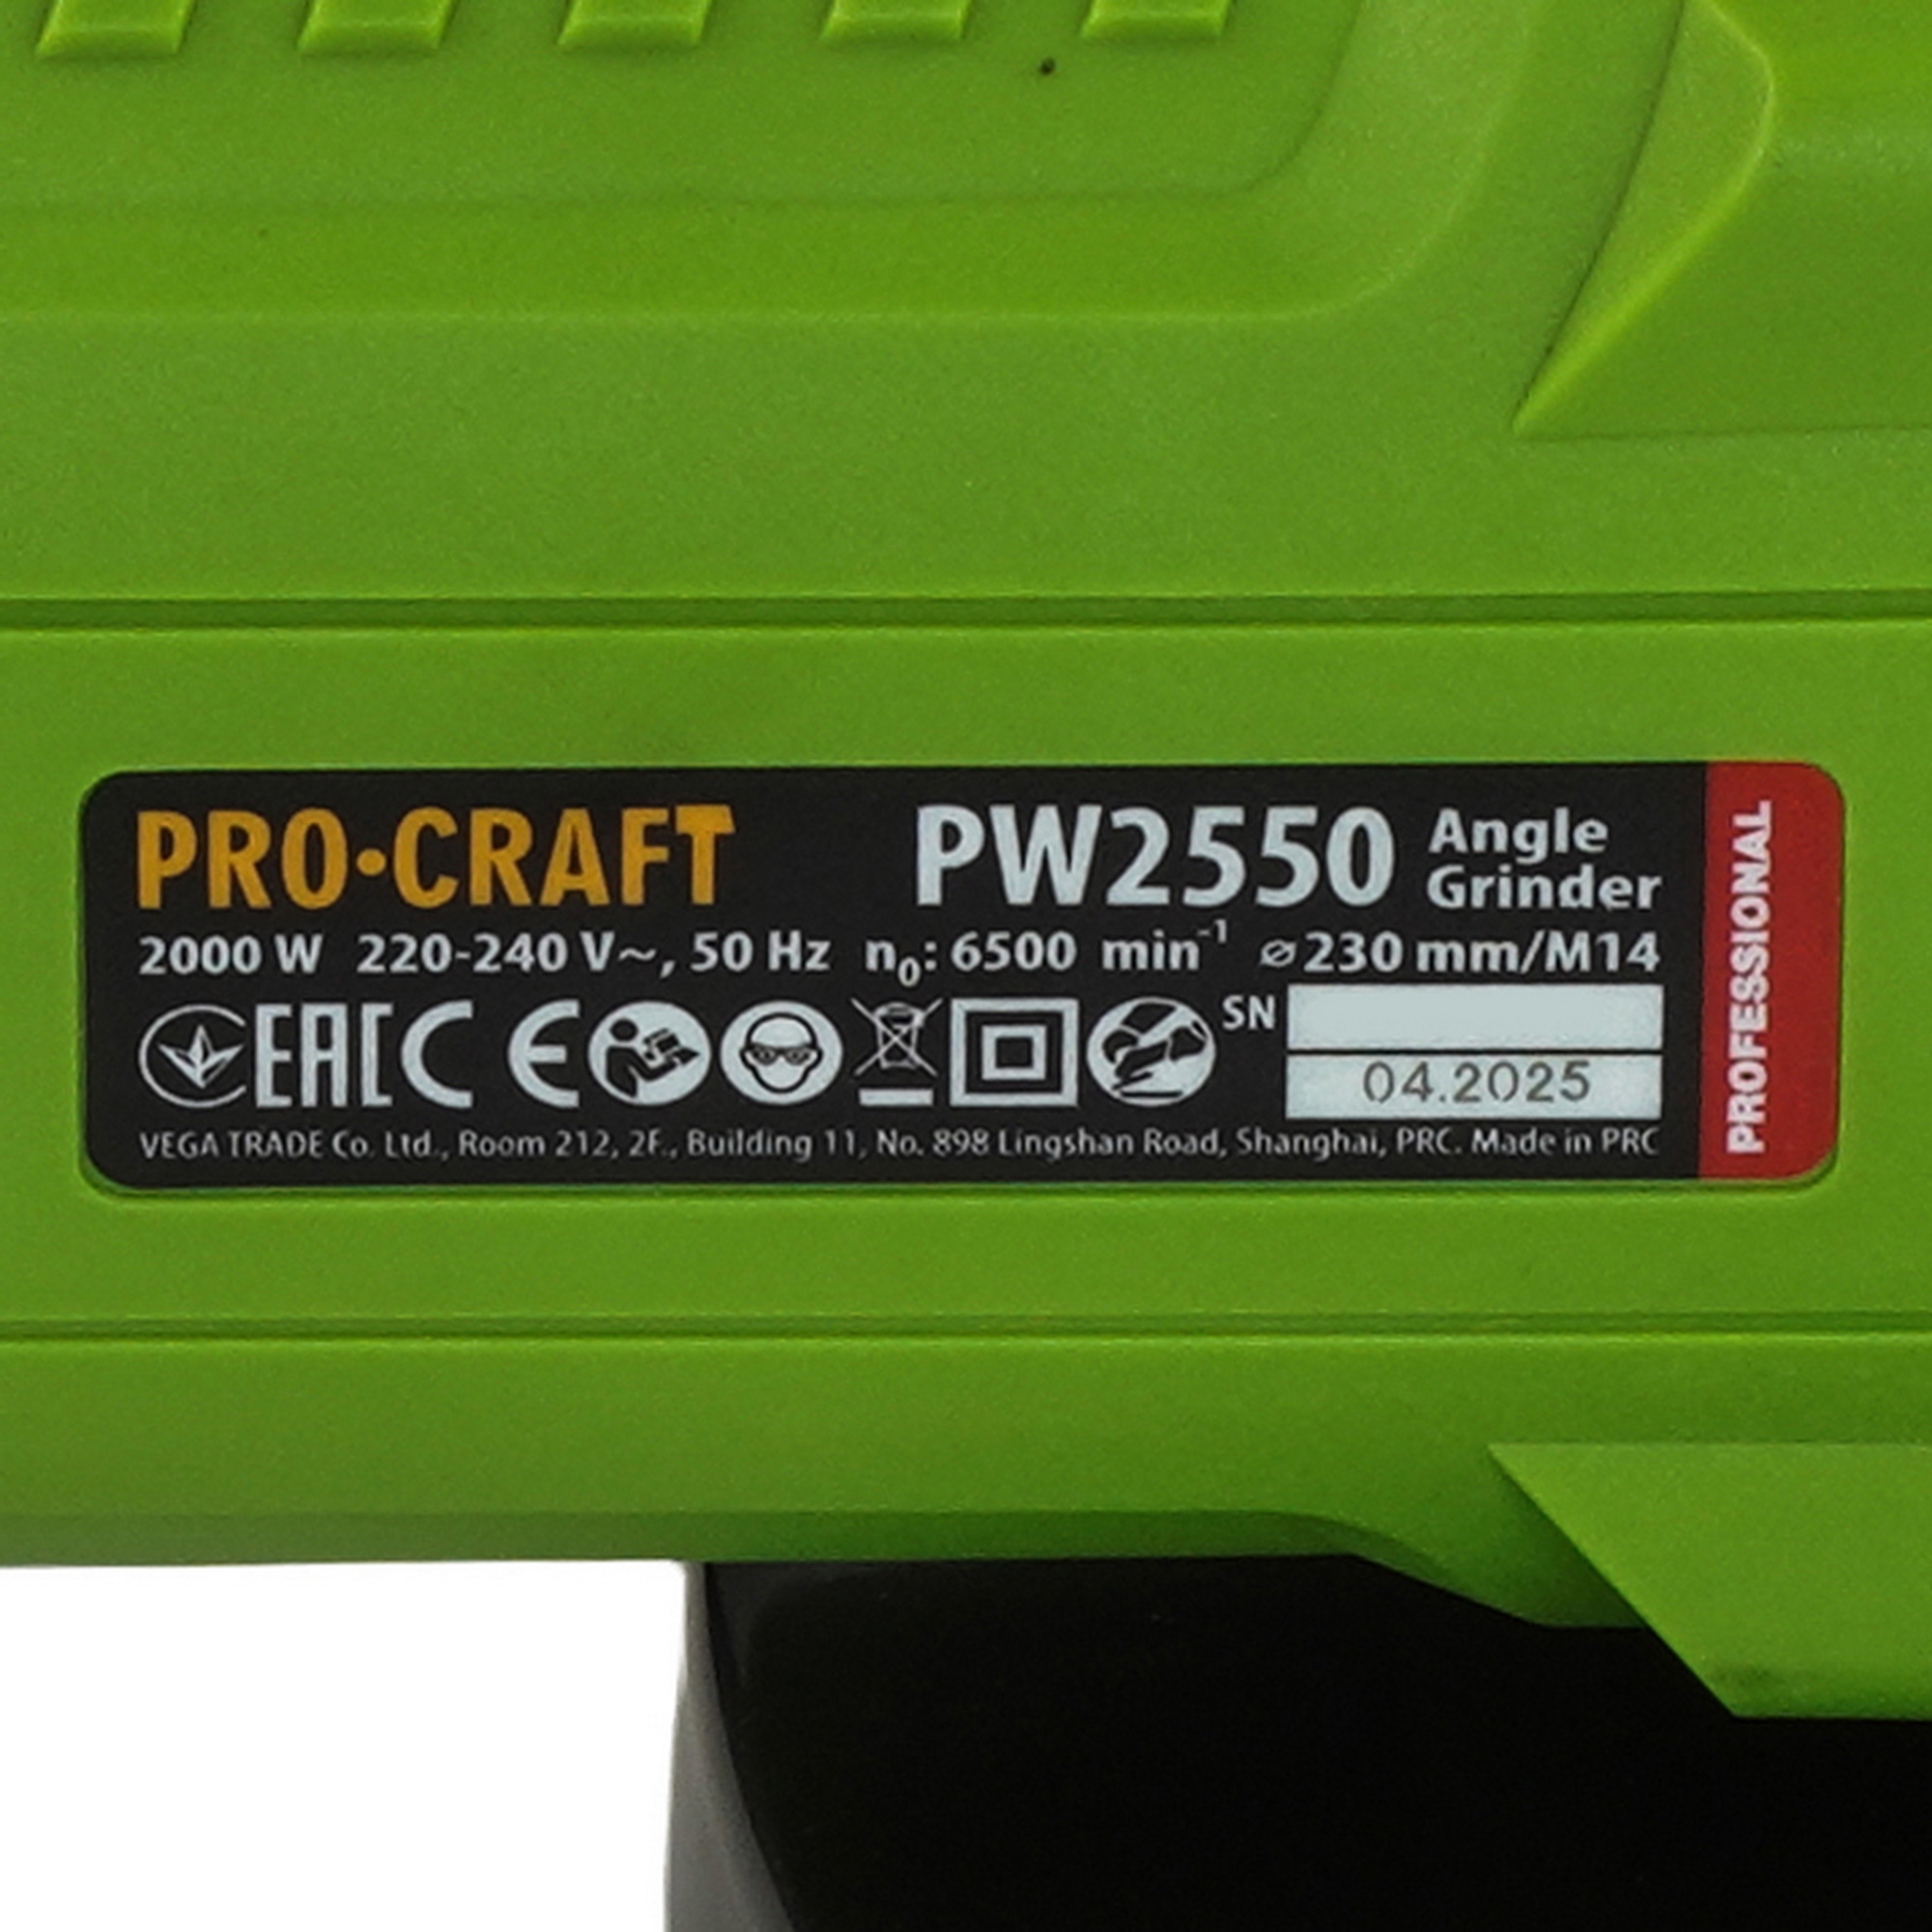 PRO·CRAFT PW2550 Angle Grinder
2000 W 220-240 V~, 50 Hz n₀: 6500 min⁻¹ ⌀230 mm/M14
EAC CE SN
04.2025
VEGA TRADE Co. Ltd., Room 212, 2F., Building 11, No. 898 Lingshan Road, Shanghai, PRC. Made in PRC
PROFESSIONAL